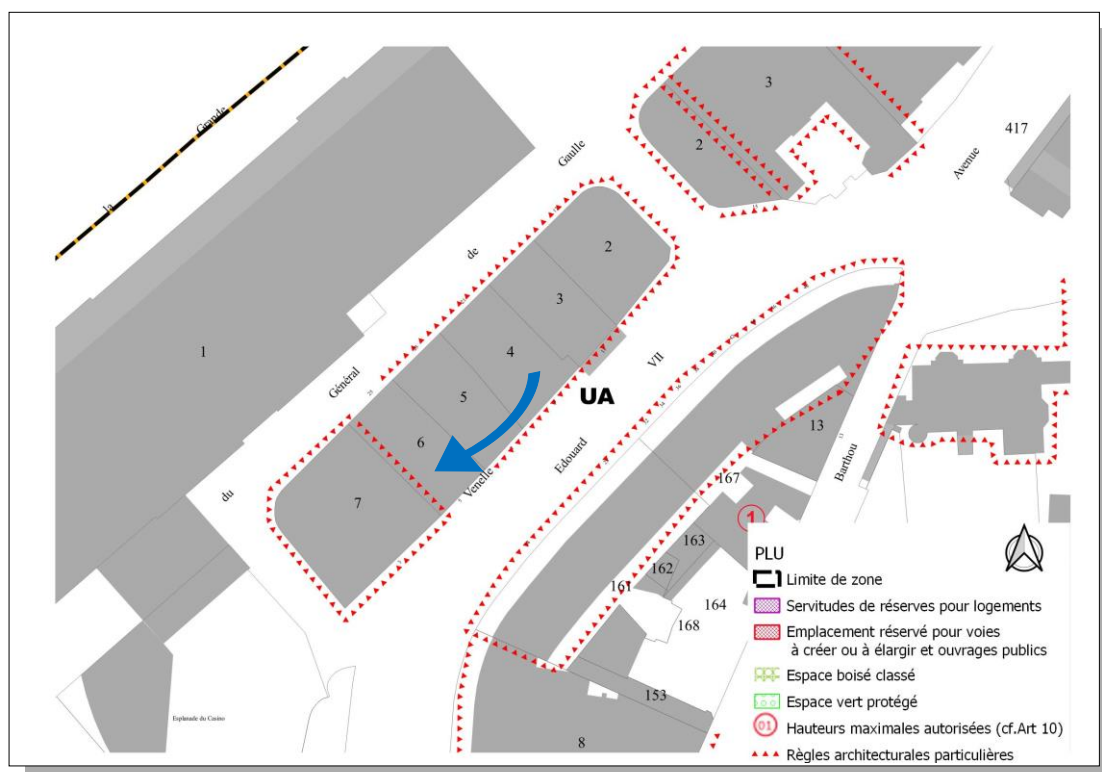 3
417
2
Grande
Gaulle
Avenue
la
de
2
3
4
VII
UA
1
Général
5
6
13
Edouard
Barthou
Venelle
7
du
167
1
163
162
161
164
168
153
8
Esplanade du Casino
PLU
Limite de zone
Servitudes de réserves pour logements
Emplacement réservé pour voies
à créer ou à élargir et ouvrages publics
Espace boisé classé
Espace vert protégé
01 Hauteurs maximales autorisées (cf.Art 10)
Règles architecturales particulières